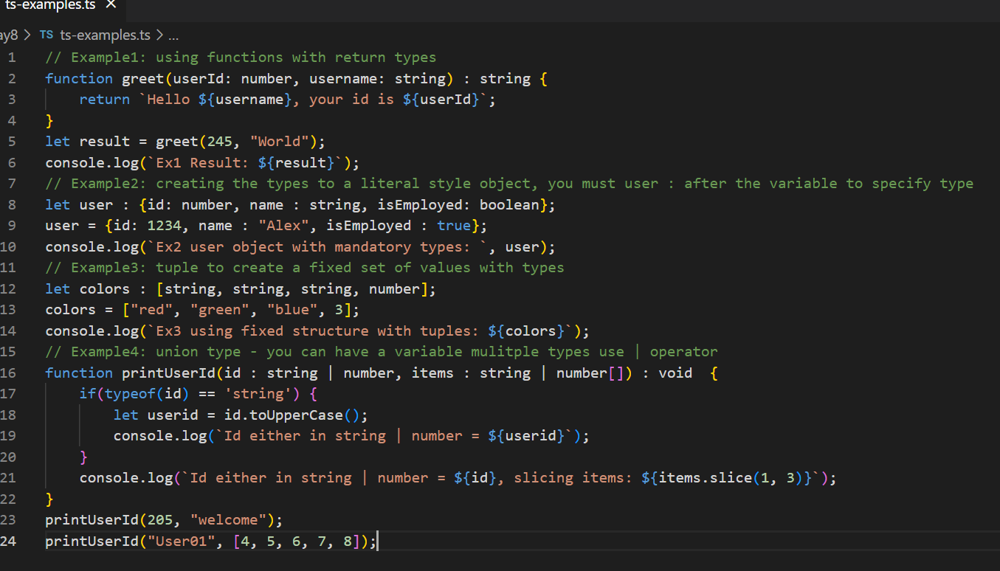 ts-examples.ts ×
ay8 > TS ts-examples.ts > ...
1 // Example1: using functions with return types
2 function greet(userId: number, username: string) : string {
3     return `Hello ${username}, your id is ${userId}`;
4 }
5 let result = greet(245, "World");
6 console.log(`Ex1 Result: ${result}`);
7 // Example2: creating the types to a literal style object, you must user : after the variable to specify type
8 let user : {id: number, name : string, isEmployed: boolean};
9 user = {id: 1234, name : "Alex", isEmployed : true};
10 console.log(`Ex2 user object with mandatory types: `, user);
11 // Example3: tuple to create a fixed set of values with types
12 let colors : [string, string, string, number];
13 colors = ["red", "green", "blue", 3];
14 console.log(`Ex3 using fixed structure with tuples: ${colors}`);
15 // Example4: union type - you can have a variable mulitple types use | operator
16 function printUserId(id : string | number, items : string | number[]) : void  {
17     if(typeof(id) == 'string') {
18         let userid = id.toUpperCase();
19         console.log(`Id either in string | number = ${userid}`);
20     }
21     console.log(`Id either in string | number = ${id}, slicing items: ${items.slice(1, 3)}`);
22 }
23 printUserId(205, "welcome");
24 printUserId("User01", [4, 5, 6, 7, 8]);